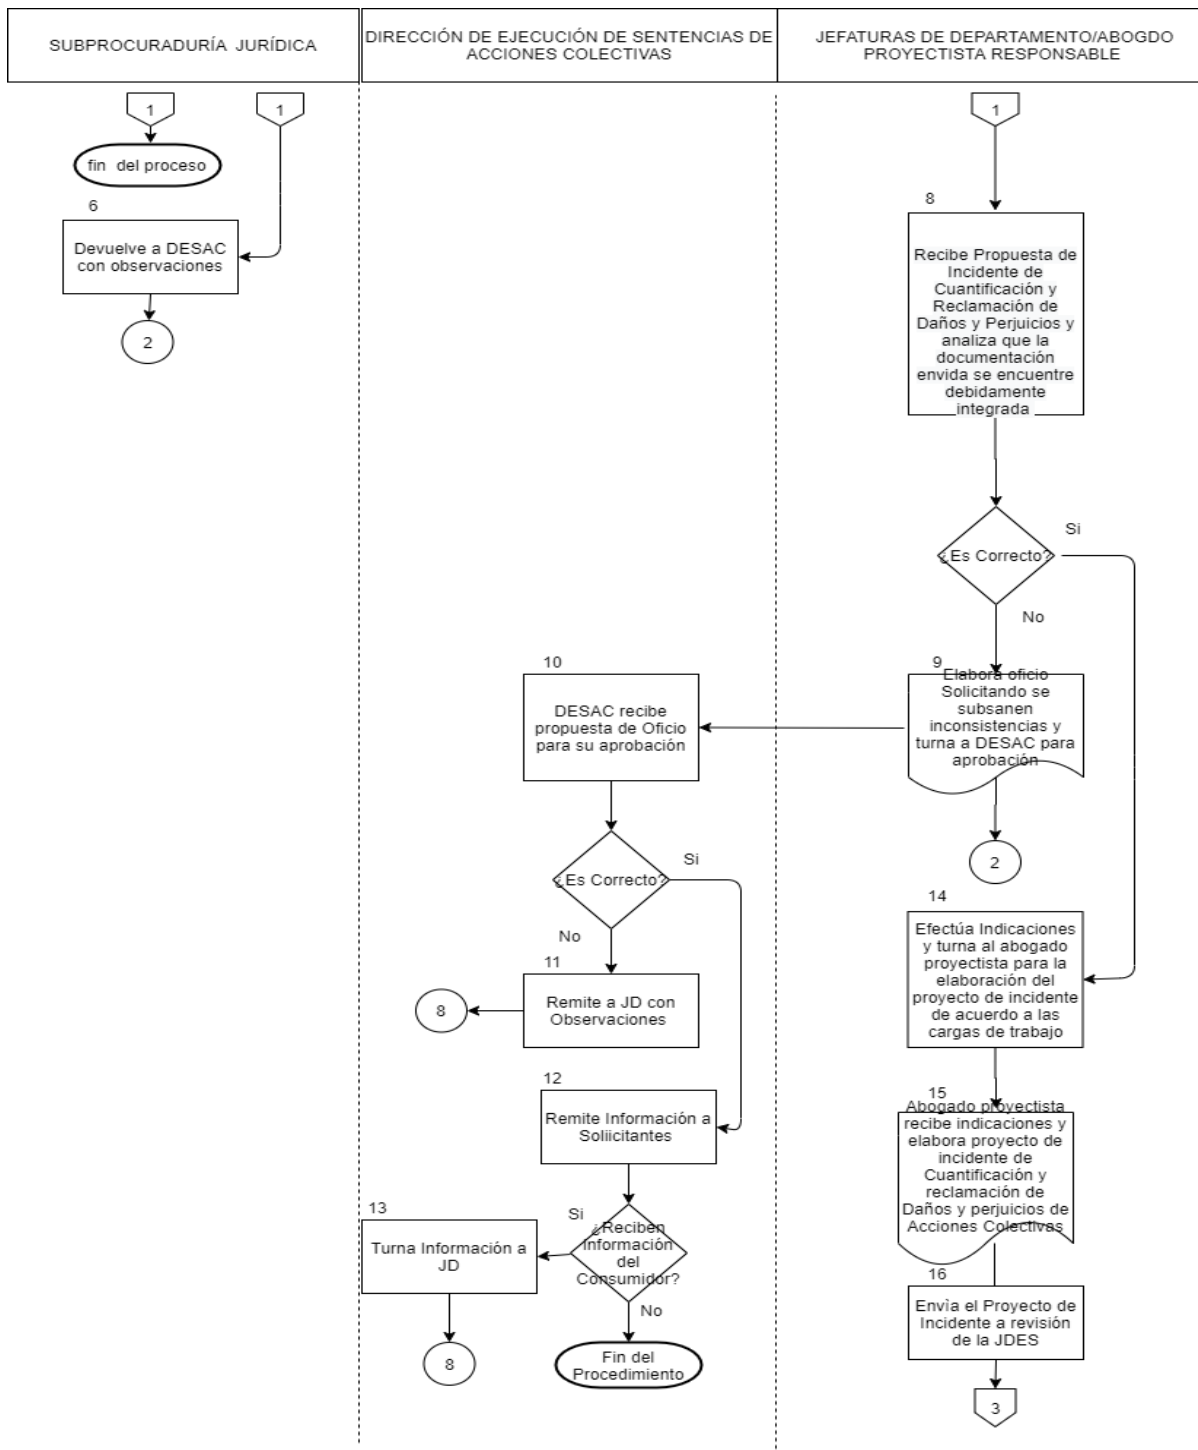 SUBPROCURADURÍA JURÍDICA
DIRECCIÓN DE EJECUCIÓN DE SENTENCIAS DE
ACCIONES COLECTIVAS
JEFATURAS DE DEPARTAMENTO/ABOGDO
PROYECTISTA RESPONSABLE
1
1
1
fin del proceso
6
Devuelve a DESAC
con observaciones
2
8
Recibe Propuesta de
Incidente de
Cuantificación y
Reclamación de
Daños y Perjuicios y
analiza que la
documentación
envida se encuentre
debidamente
integrada
¿Es Correcto?
Si
No
9
Elabora oficio
Solicitando se
subsanen
inconsistencias y
turna a DESAC para
aprobación
2
10
DESAC recibe
propuesta de Oficio
para su aprobación
¿Es Correcto?
Si
No
11
Remite a JD con
Observaciones
8
12
Remite Información a
Soliicitantes
¿Reciben
Información
del
Consumidor?
Si
No
13
Turna Información a
JD
8
Fin del
Procedimiento
14
Efectúa Indicaciones
y turna al abogado
proyectista para la
elaboración del
proyecto de incidente
de acuerdo a las
cargas de trabajo
15
Abogado proyectista
recibe indicaciones y
elabora proyecto de
incidente de
Cuantificación y
reclamación de
Daños y perjuicios de
Acciones Colectivas
16
Envìa el Proyecto de
Incidente a revisión
de la JDES
3